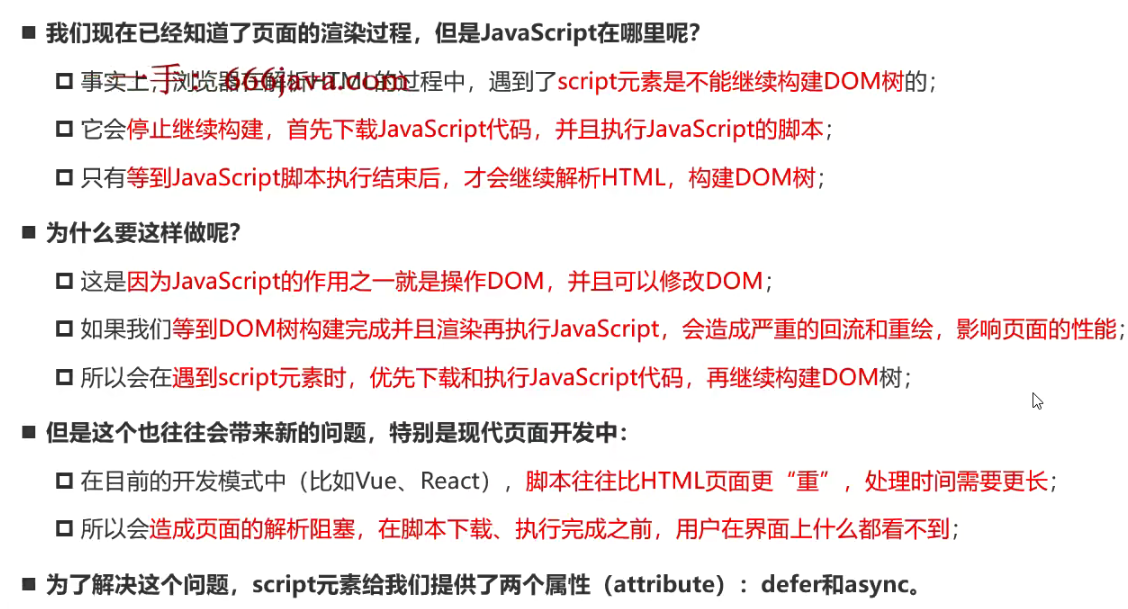 ■ 我们现在已经知道了页面的渲染过程，但是JavaScript在哪里呢？
事实上，浏览器在解析HTML的过程中，遇到了script元素是不能继续构建DOM树的；
一手：666java.com
它会停止继续构建，首先下载JavaScript代码，并且执行JavaScript的脚本；
只有等到JavaScript脚本执行结束后，才会继续解析HTML，构建DOM树；
■ 为什么要这样做呢？
这是因为JavaScript的作用之一就是操作DOM，并且可以修改DOM；
如果我们等到DOM树构建完成并且渲染再执行JavaScript，会造成严重的回流和重绘，影响页面的性能；
所以会在遇到script元素时，优先下载和执行JavaScript代码，再继续构建DOM树；
■ 但是这个也往往会带来新的问题，特别是现代页面开发中：
在目前的开发模式中（比如Vue、React），脚本往往比HTML页面更“重”，处理时间需要更长；
所以会造成页面的解析阻塞，在脚本下载、执行完成之前，用户在界面上什么都看不到；
■ 为了解决这个问题，script元素给我们提供了两个属性（attribute）：defer和async。